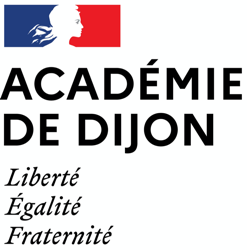 ACADÉMIE
DE DIJON
Liberté
Égalité
Fraternité